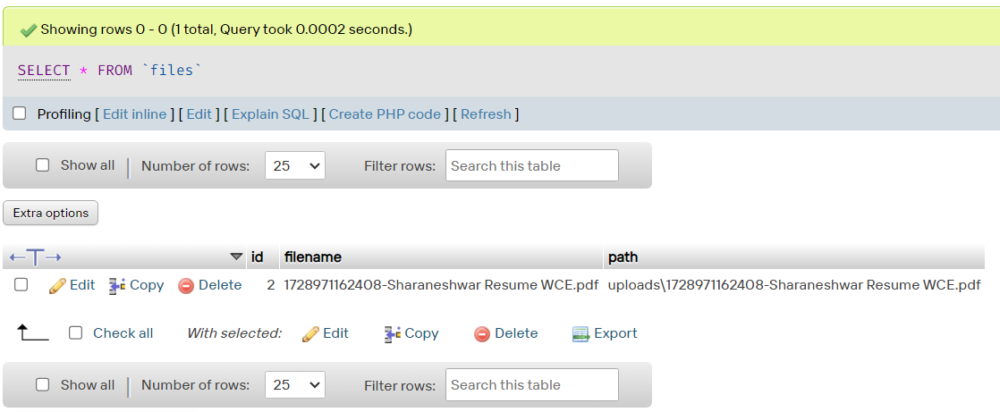 Showing rows 0 - 0 (1 total, Query took 0.0002 seconds.)
SELECT * FROM `files`
Profiling [ Edit inline ] [ Edit ] [ Explain SQL ] [ Create PHP code ] [ Refresh ]
Show all Number of rows: 25 Filter rows: Search this table
Extra options
id filename path
Edit Copy Delete 2 1728971162408-Sharaneshwar Resume WCE.pdf uploads\1728971162408-Sharaneshwar Resume WCE.pdf
Check all With selected: Edit Copy Delete Export
Show all Number of rows: 25 Filter rows: Search this table